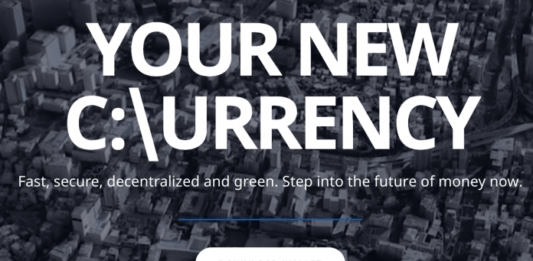 YOUR NEW
C:\URRENCY
Fast, secure, decentralized and green. Step into the future of money now.